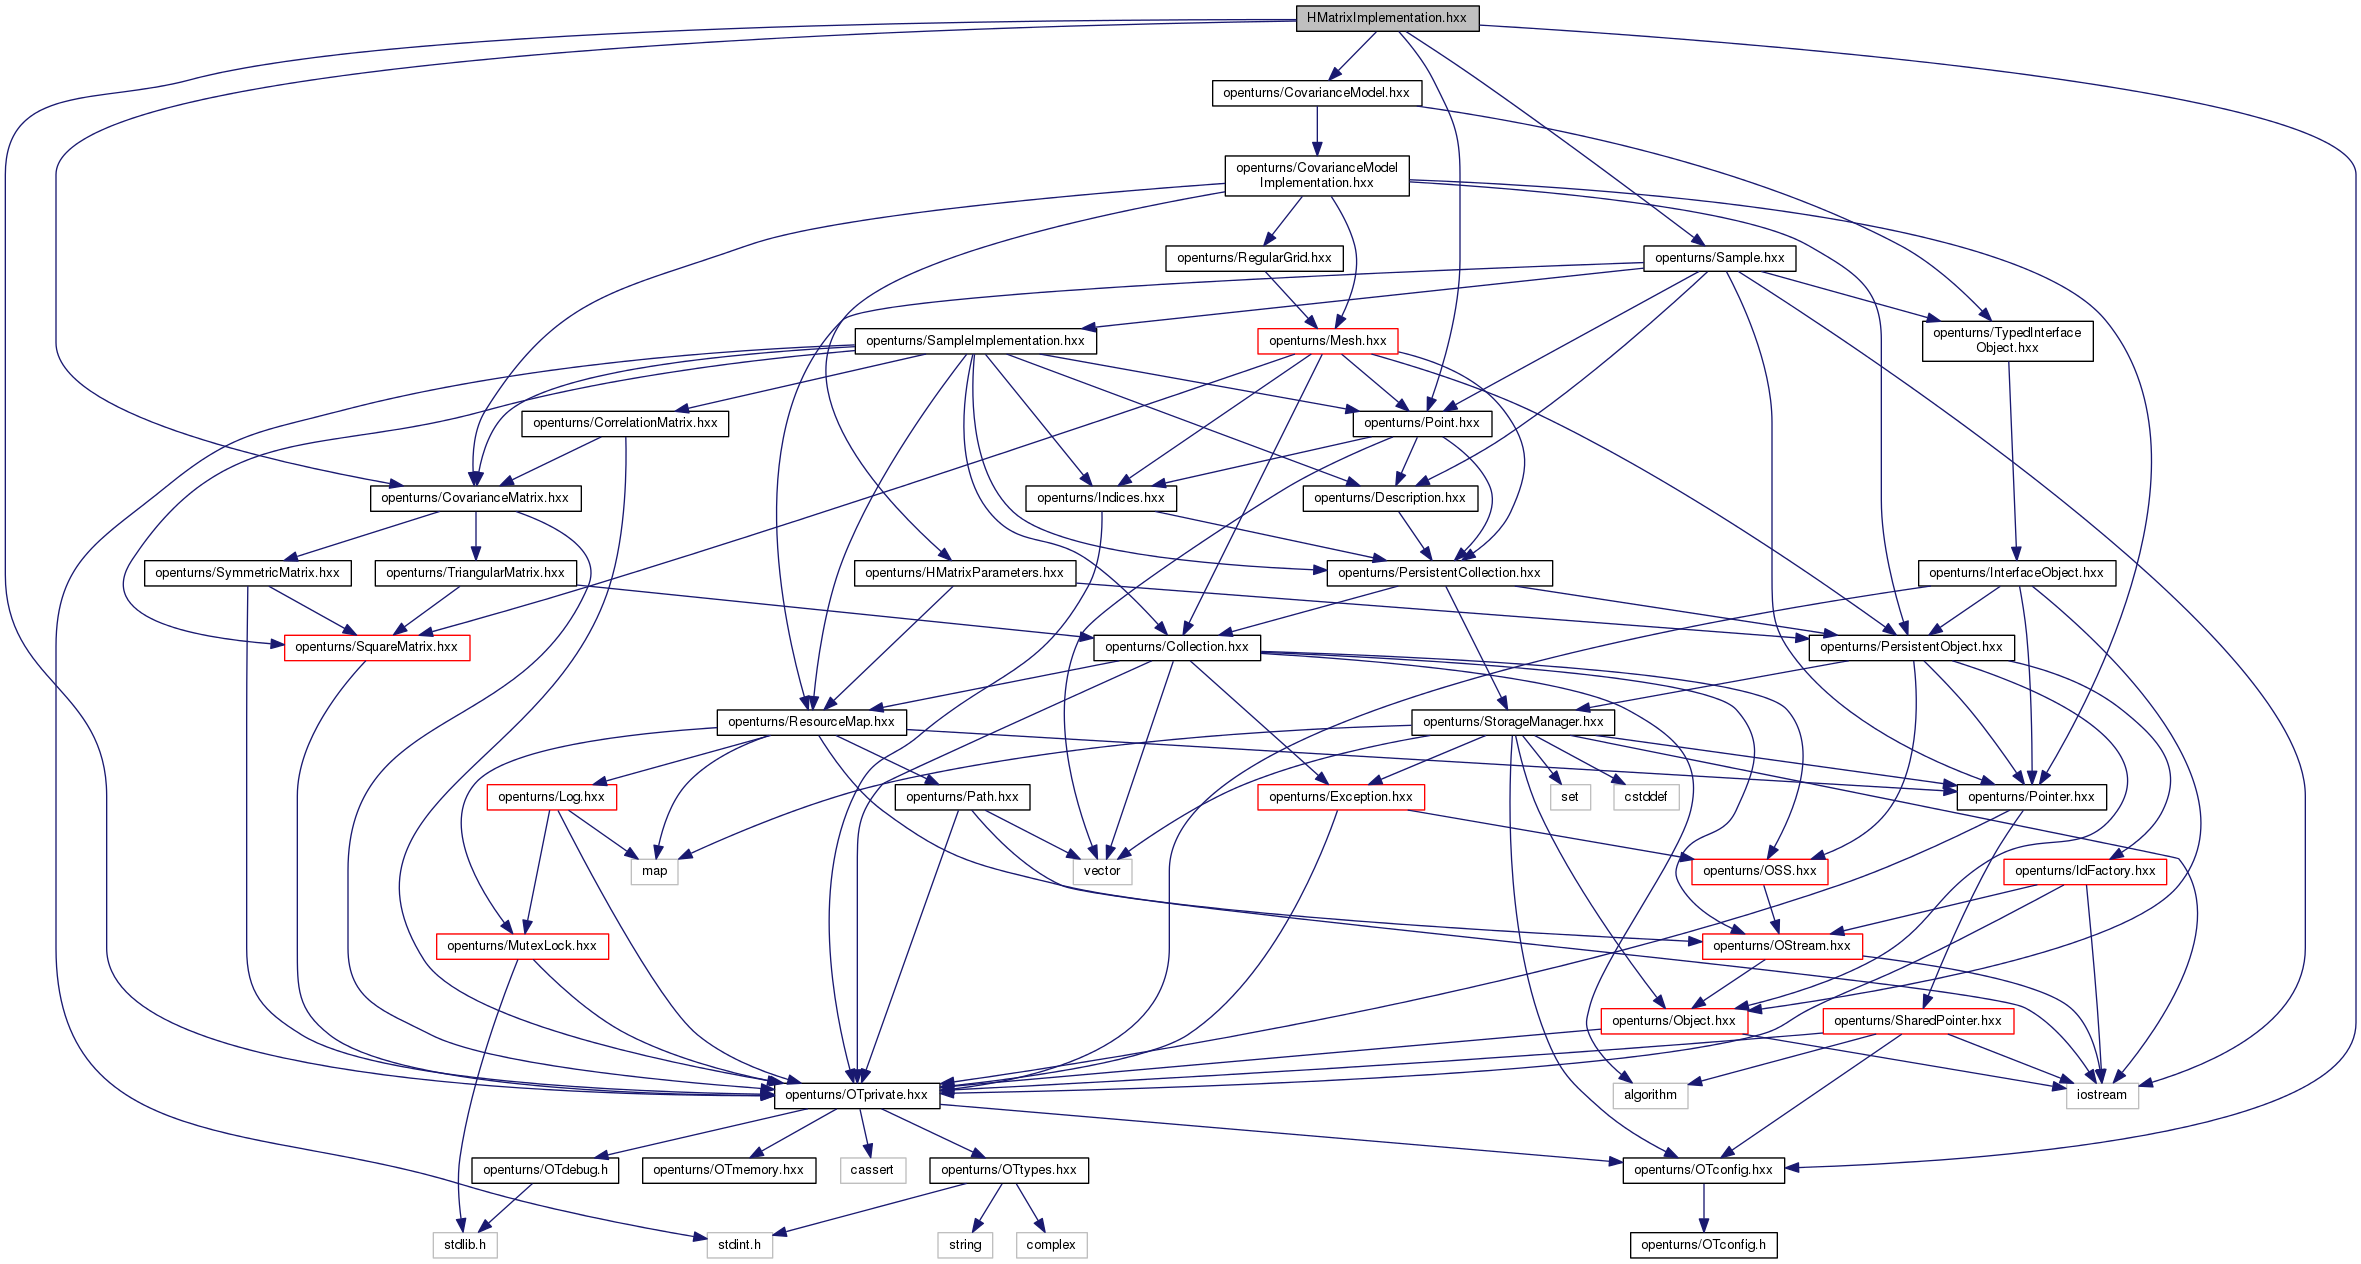 HMatrixImplementation.hxx
openturns/CovarianceModel.hxx
openturns/CovarianceModel
Implementation.hxx
openturns/RegularGrid.hxx
openturns/Sample.hxx
openturns/SampleImplementation.hxx
openturns/Mesh.hxx
openturns/TypedInterface
Object.hxx
openturns/CorrelationMatrix.hxx
openturns/Point.hxx
openturns/CovarianceMatrix.hxx
openturns/Indices.hxx
openturns/Description.hxx
openturns/SymmetricMatrix.hxx
openturns/TriangularMatrix.hxx
openturns/HMatrixParameters.hxx
openturns/PersistentCollection.hxx
openturns/InterfaceObject.hxx
openturns/SquareMatrix.hxx
openturns/Collection.hxx
openturns/PersistentObject.hxx
openturns/ResourceMap.hxx
openturns/StorageManager.hxx
openturns/Log.hxx
openturns/Path.hxx
openturns/Exception.hxx
set
cstddef
openturns/Pointer.hxx
map
vector
openturns/OSS.hxx
openturns/IdFactory.hxx
openturns/MutexLock.hxx
openturns/OStream.hxx
openturns/Object.hxx
openturns/SharedPointer.hxx
openturns/OTprivate.hxx
algorithm
iostream
openturns/OTdebug.h
openturns/OTmemory.hxx
cassert
openturns/OTtypes.hxx
openturns/OTconfig.hxx
stdlib.h
stdint.h
string
complex
openturns/OTconfig.h